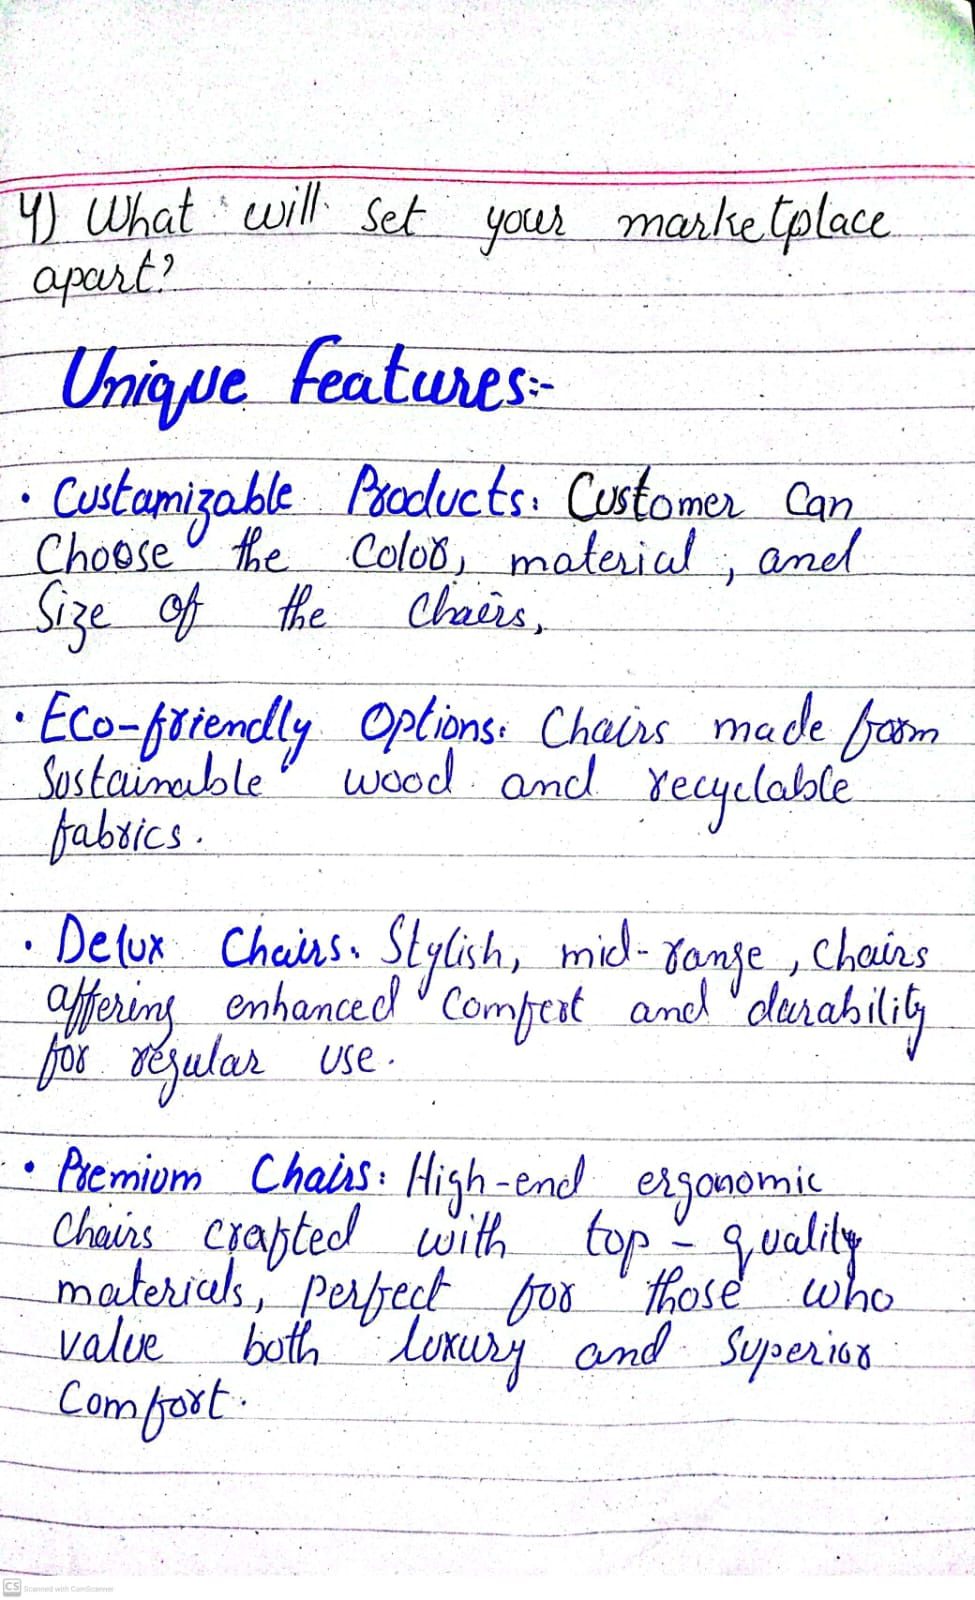 4) What will set your marketplace
apart?
Unique Features:-
• Custamizable Products: Customer Can
Choose the Color, material, and
Size of the Chairs,
• Eco-friendly Options: Chairs made from
Sustainable wood and recyclable
fabrics.
• Delux Chairs: Stylish, mid-range, Chairs
affering enhanced Comfert and durability
for regular use.
• Premium Chairs: High-end ergonomic
Chairs crafted with top-quality
materials, perfect for those who
value both luxury and Superior
Comfort.
CS Scanned with CamScanner